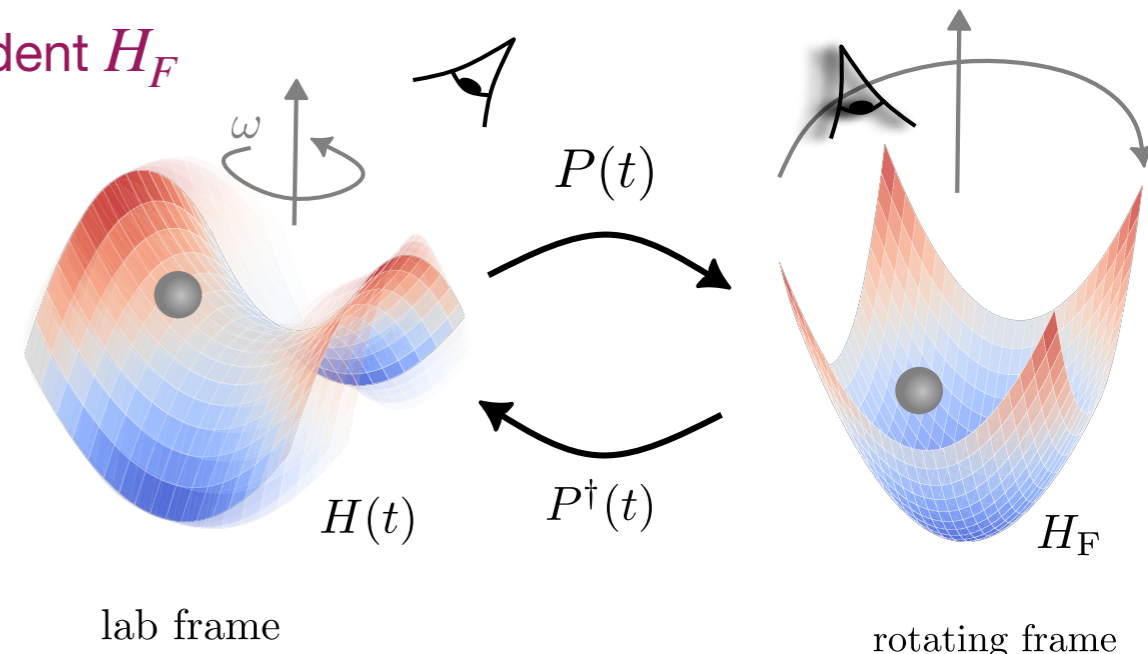 dent H_F
ω
P(t)
P†(t)
H(t)
H_F
lab frame
rotating frame